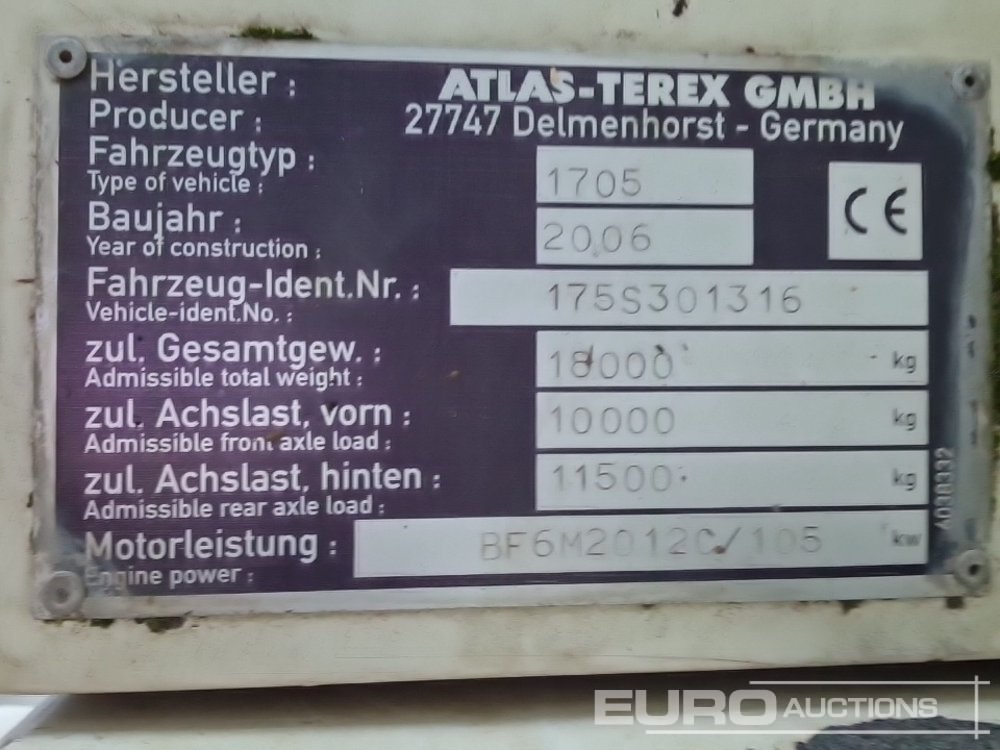 Hersteller : ATLAS-TEREX GMBH
Producer : 27747 Delmenhorst - Germany
Fahrzeugtyp :
Type of vehicle : 1705
CE
Baujahr :
Year of construction : 2006
Fahrzeug-Ident.Nr. :
Vehicle-ident.No. : 175S301316
zul. Gesamtgew. :
Admissible total weight : 18000 kg
zul. Achslast, vorn :
Admissible front axle load : 10000 kg
zul. Achslast, hinten :
Admissible rear axle load : 11500 kg
Motorleistung : BF6M2012C/105 kw
Engine power :
4030332
EURO AUCTIONS